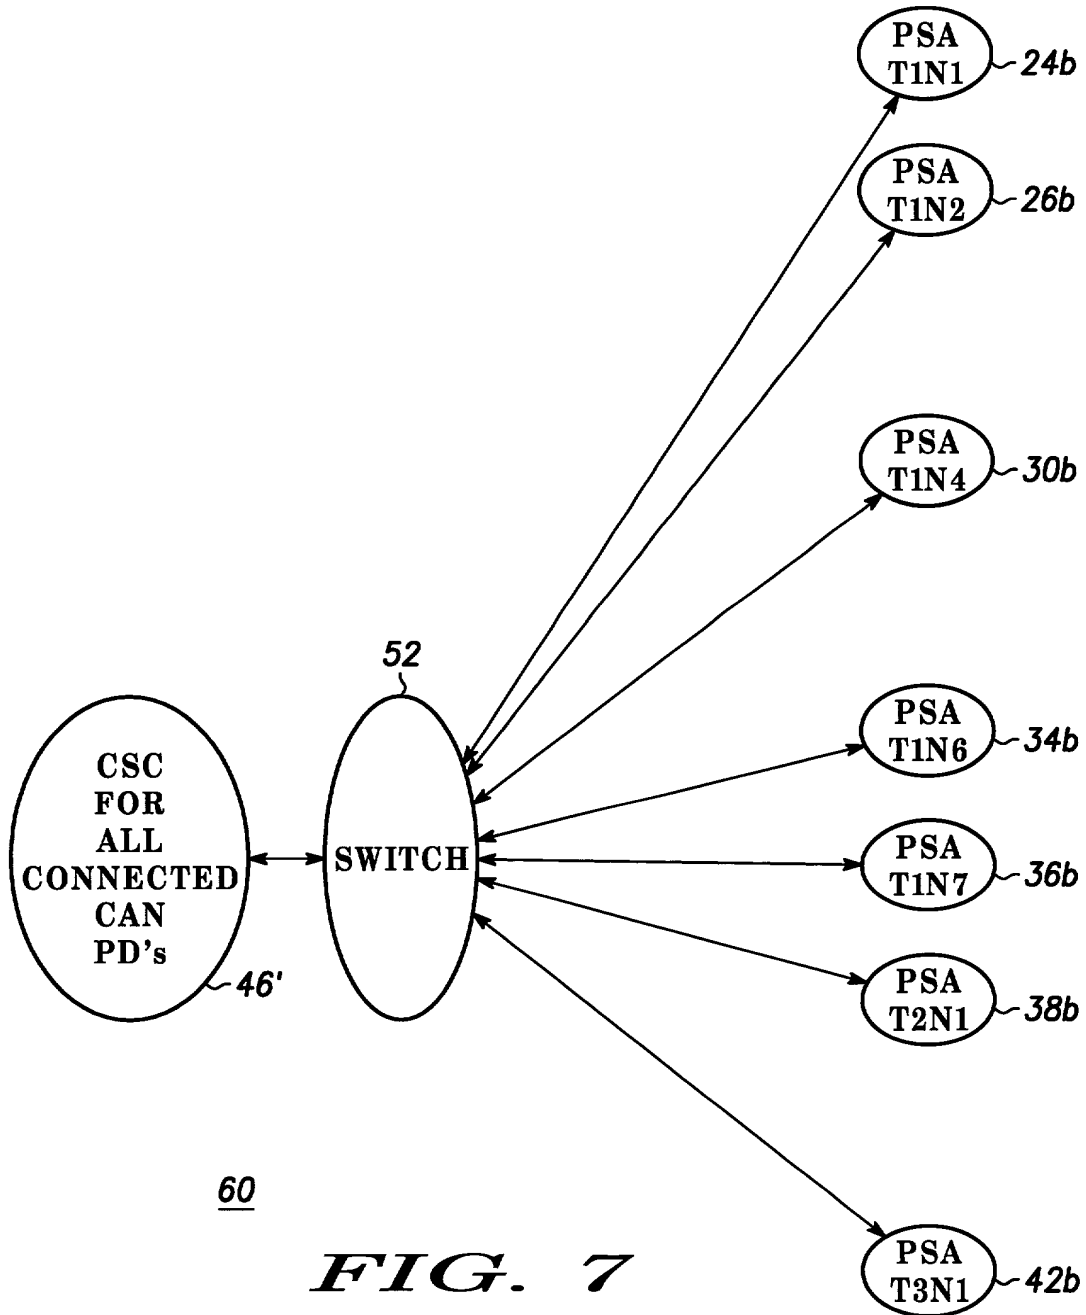 PSA
T1N1
24b
PSA
T1N2
26b
PSA
T1N4
30b
52
PSA
T1N6
34b
CSC
FOR
ALL
CONNECTED
CAN
PD's
46'
SWITCH
PSA
T1N7
36b
PSA
T2N1
38b
60
FIG. 7
PSA
T3N1
42b